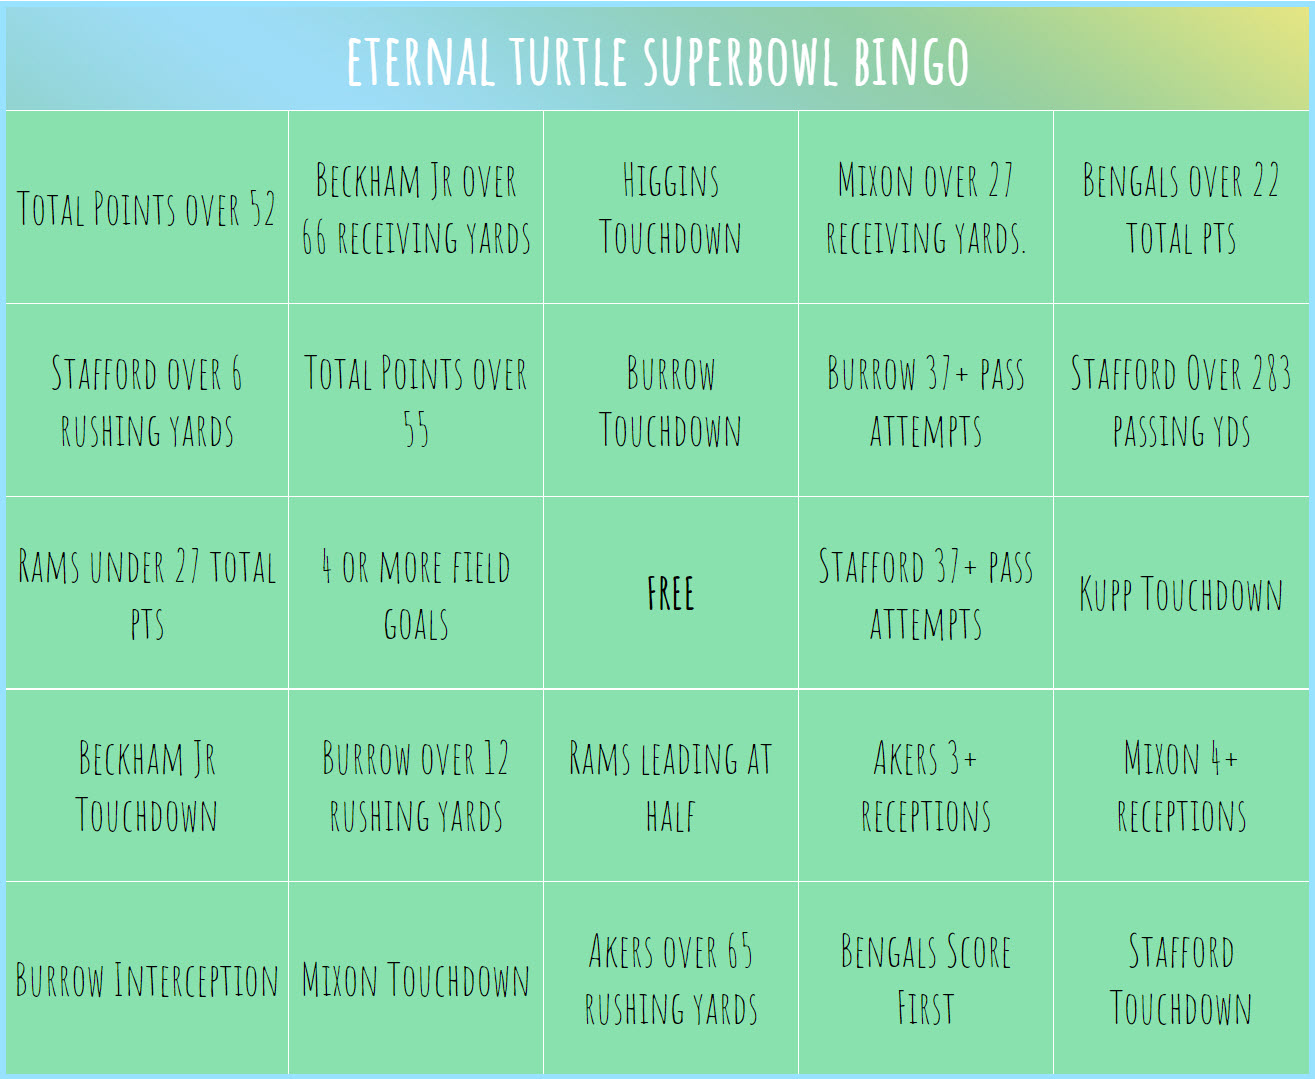 ETERNAL TURTLE SUPERBOWL BINGO
TOTAL POINTS OVER 52
BECKHAM JR OVER
66 RECEIVING YARDS
HIGGINS
TOUCHDOWN
MIXON OVER 27
RECEIVING YARDS.
BENGALS OVER 22
TOTAL PTS
STAFFORD OVER 6
RUSHING YARDS
TOTAL POINTS OVER
55
BURROW
TOUCHDOWN
BURROW 37+ PASS
ATTEMPTS
STAFFORD OVER 283
PASSING YDS
RAMS UNDER 27 TOTAL
PTS
4 OR MORE FIELD
GOALS
FREE
STAFFORD 37+ PASS
ATTEMPTS
KUPP TOUCHDOWN
BECKHAM JR
TOUCHDOWN
BURROW OVER 12
RUSHING YARDS
RAMS LEADING AT
HALF
AKERS 3+
RECEPTIONS
MIXON 4+
RECEPTIONS
BURROW INTERCEPTION
MIXON TOUCHDOWN
AKERS OVER 65
RUSHING YARDS
BENGALS SCORE
FIRST
STAFFORD
TOUCHDOWN